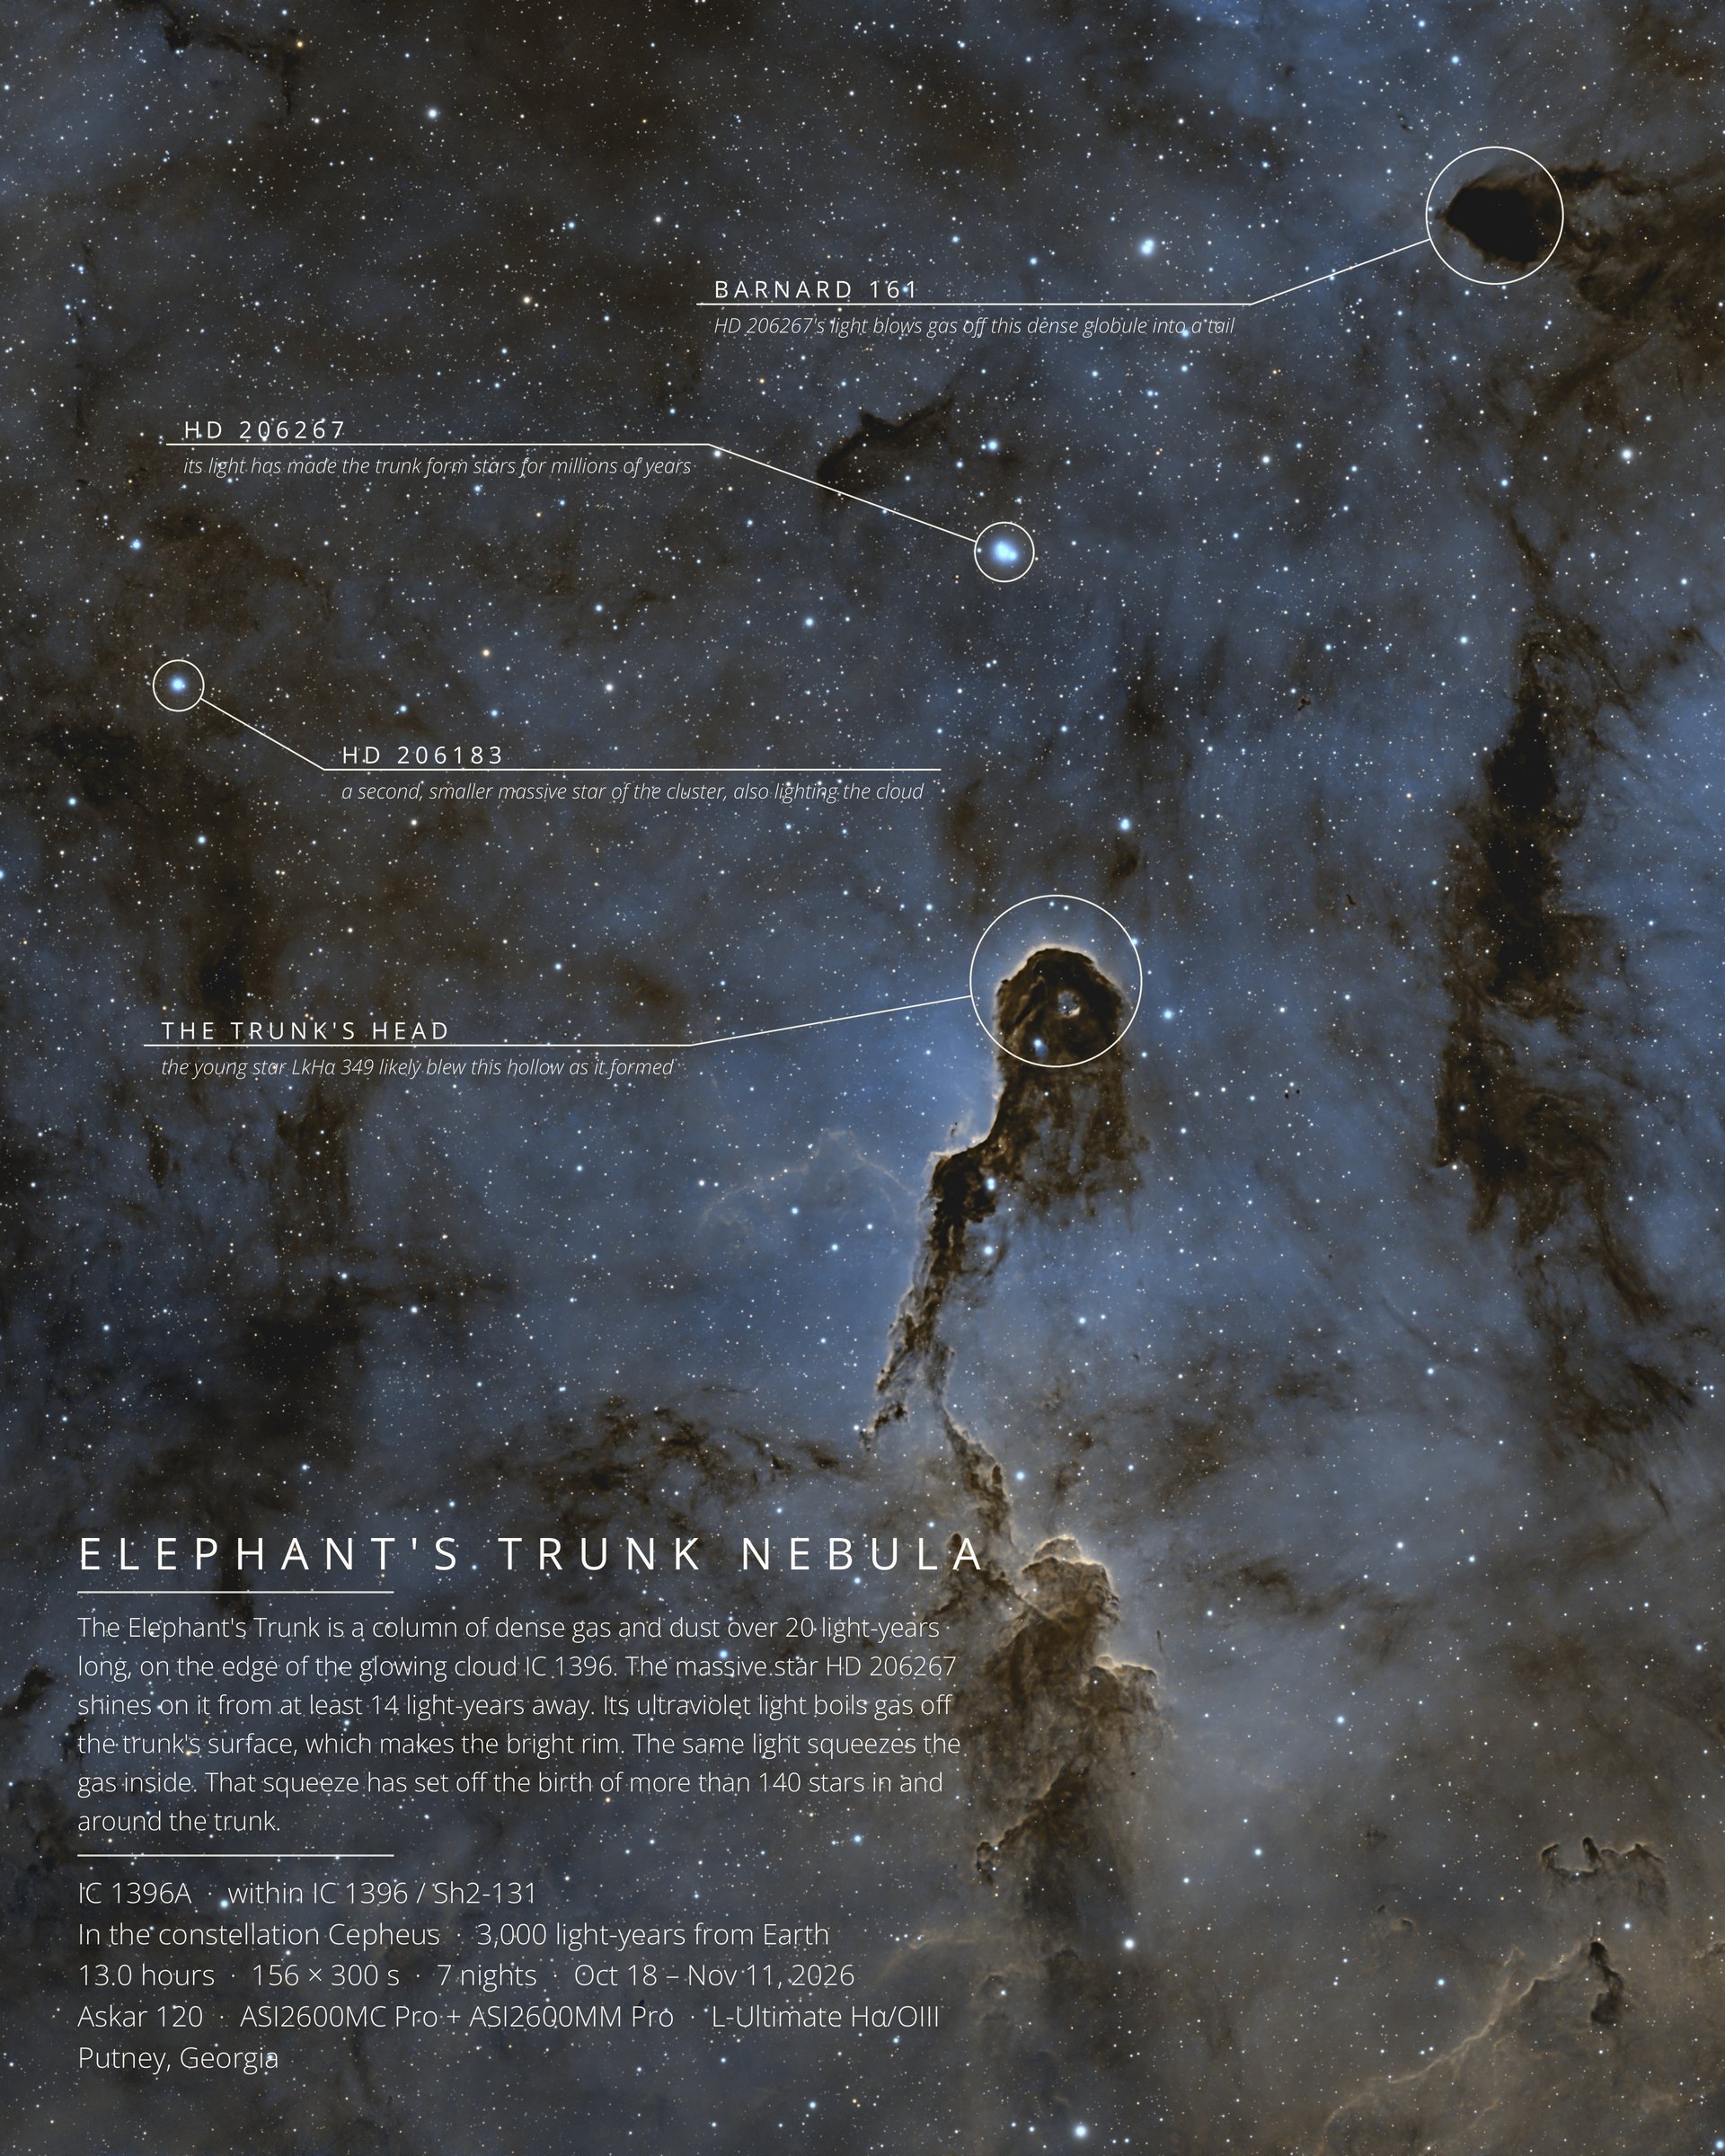 BARNARD 161
HD 206267's light blows gas off this dense globule into a tail
HD 206267
its light has made the trunk form stars for millions of years
HD 206183
a second, smaller massive star of the cluster, also lighting the cloud
THE TRUNK'S HEAD
the young star LkHα 349 likely blew this hollow as it formed
ELEPHANT'S TRUNK NEBULA
The Elephant's Trunk is a column of dense gas and dust over 20 light-years
long, on the edge of the glowing cloud IC 1396. The massive star HD 206267
shines on it from at least 14 light-years away. Its ultraviolet light boils gas off
the trunk's surface, which makes the bright rim. The same light squeezes the
gas inside. That squeeze has set off the birth of more than 140 stars in and
around the trunk.
IC 1396A · within IC 1396 / Sh2-131
In the constellation Cepheus · 3,000 light-years from Earth
13.0 hours · 156 × 300 s · 7 nights · Oct 18 – Nov 11, 2026
Askar 120 · ASI2600MC Pro + ASI2600MM Pro · L-Ultimate Hα/OIII
Putney, Georgia